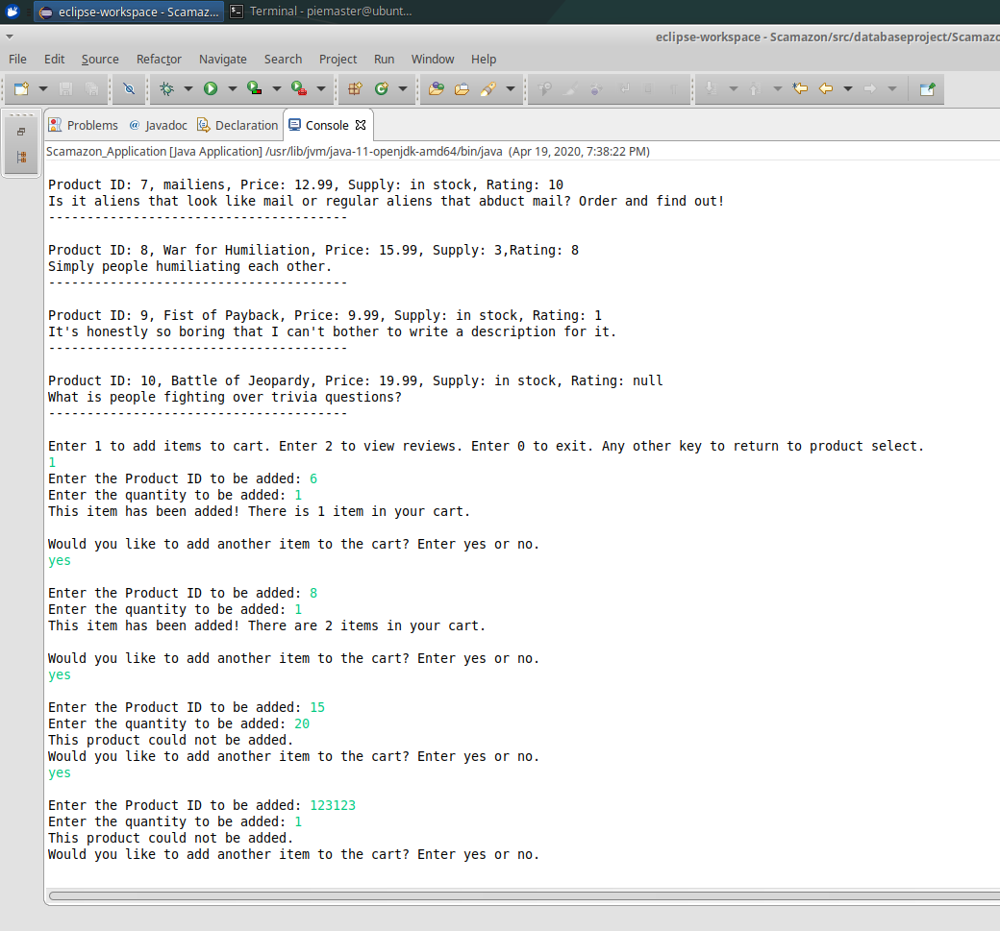 eclipse-workspace - Scamaz... Terminal - piemaster@ubunt...
eclipse-workspace - Scamazon/src/databaseproject/Scamazo
File Edit Source Refactor Navigate Search Project Run Window Help
Problems @ Javadoc Declaration Console
Scamazon_Application [Java Application] /usr/lib/jvm/java-11-openjdk-amd64/bin/java (Apr 19, 2020, 7:38:22 PM)
Product ID: 7, mailiens, Price: 12.99, Supply: in stock, Rating: 10
Is it aliens that look like mail or regular aliens that abduct mail? Order and find out!
---------------------------------------
Product ID: 8, War for Humiliation, Price: 15.99, Supply: 3,Rating: 8
Simply people humiliating each other.
---------------------------------------
Product ID: 9, Fist of Payback, Price: 9.99, Supply: in stock, Rating: 1
It's honestly so boring that I can't bother to write a description for it.
---------------------------------------
Product ID: 10, Battle of Jeopardy, Price: 19.99, Supply: in stock, Rating: null
What is people fighting over trivia questions?
---------------------------------------
Enter 1 to add items to cart. Enter 2 to view reviews. Enter 0 to exit. Any other key to return to product select.
1
Enter the Product ID to be added: 6
Enter the quantity to be added: 1
This item has been added! There is 1 item in your cart.
Would you like to add another item to the cart? Enter yes or no.
yes
Enter the Product ID to be added: 8
Enter the quantity to be added: 1
This item has been added! There are 2 items in your cart.
Would you like to add another item to the cart? Enter yes or no.
yes
Enter the Product ID to be added: 15
Enter the quantity to be added: 20
This product could not be added.
Would you like to add another item to the cart? Enter yes or no.
yes
Enter the Product ID to be added: 123123
Enter the quantity to be added: 1
This product could not be added.
Would you like to add another item to the cart? Enter yes or no.